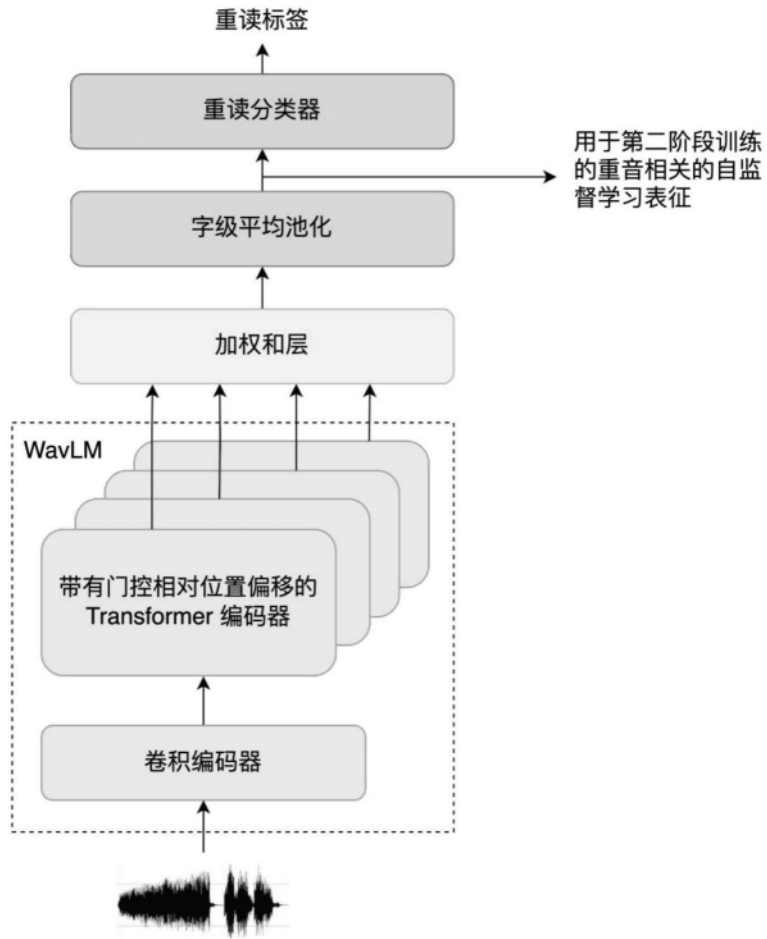 重读标签
重读分类器
用于第二阶段训练
的重音相关的自监
督学习表征
字级平均池化
加权和层
WavLM
带有门控相对位置偏移的
Transformer 编码器
卷积编码器